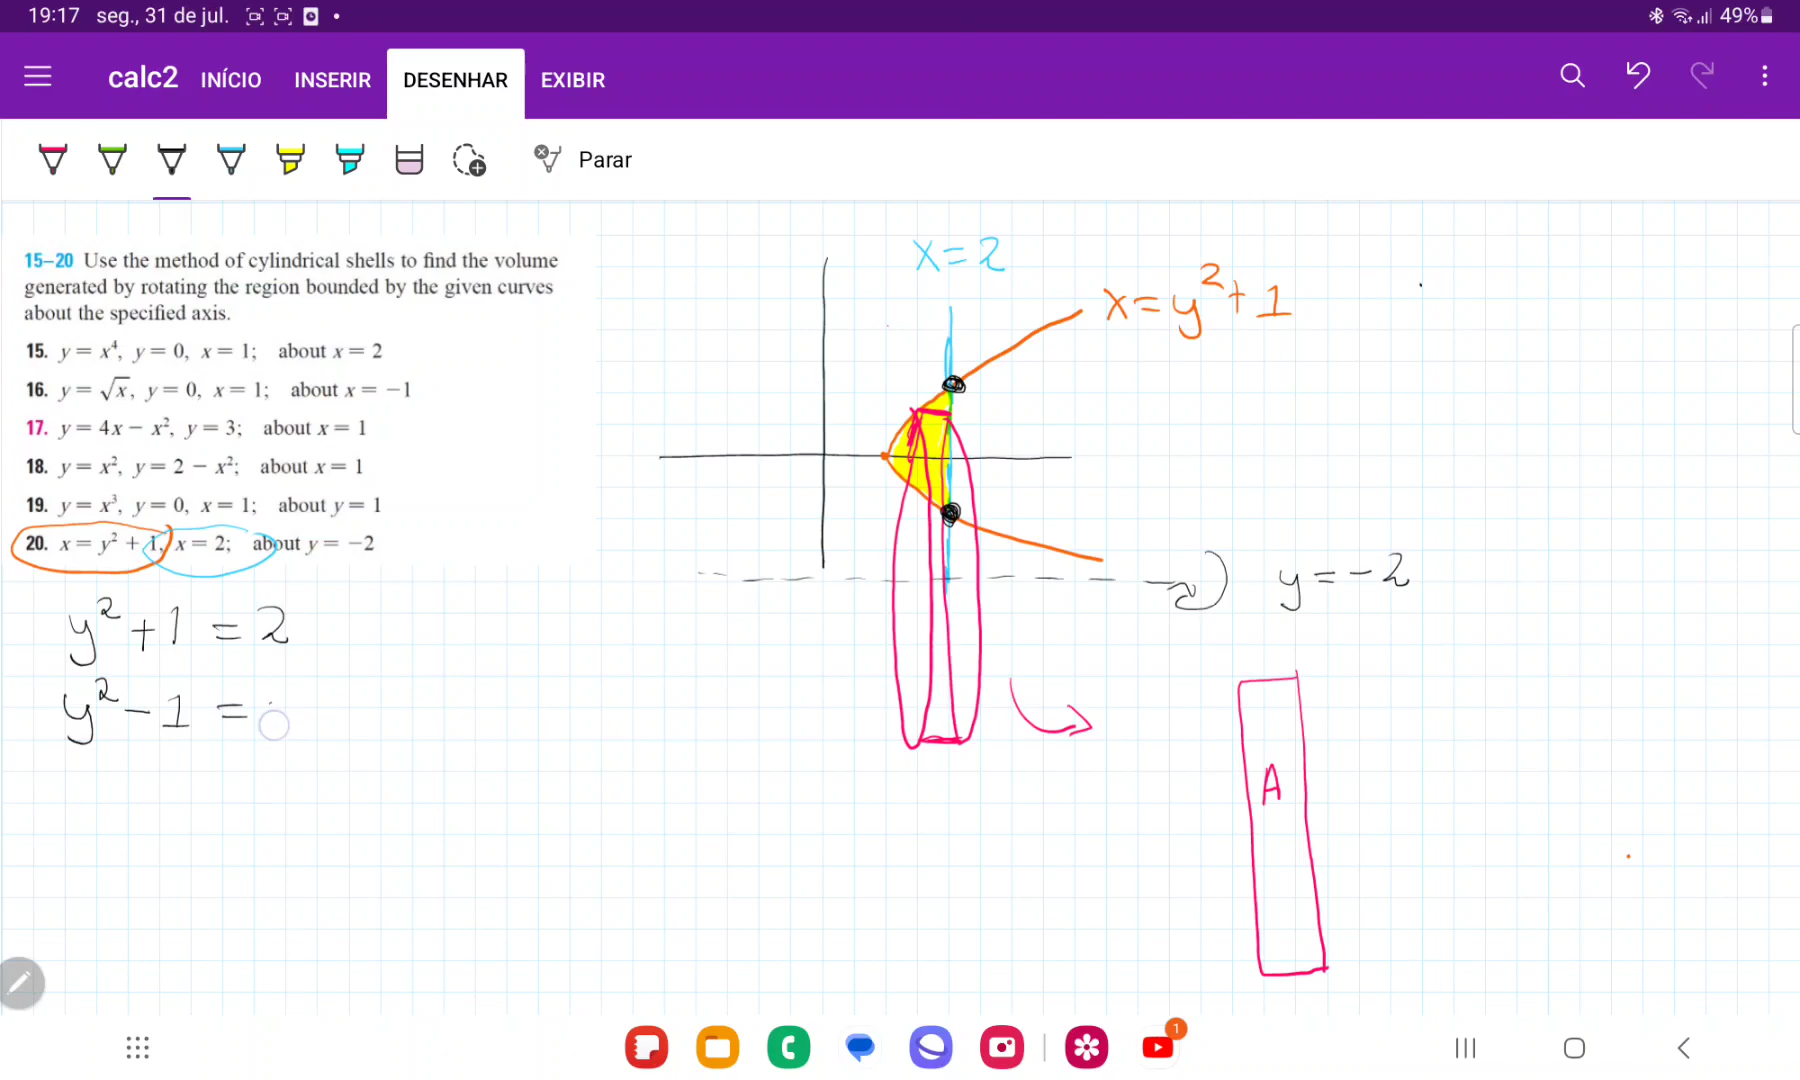 19:17 seg., 31 de jul.
49%
calc2 INÍCIO INSERIR DESENHAR EXIBIR
Parar
15–20 Use the method of cylindrical shells to find the volume
generated by rotating the region bounded by the given curves
about the specified axis.
15. y = x⁴, y = 0, x = 1; about x = 2
16. y = √x, y = 0, x = 1; about x = −1
17. y = 4x − x², y = 3; about x = 1
18. y = x², y = 2 − x²; about x = 1
19. y = x³, y = 0, x = 1; about y = 1
20. x = y² + 1, x = 2; about y = −2
y² + 1 = 2
y² − 1 =
x = 2
x = y² + 1
y = −2
A
1